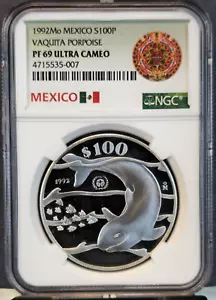 1992Mo MEXICO S100P
VAQUITA PORPOISE
PF 69 ULTRA CAMEO
4715535-007
MEXICO
NGC
$100
1992